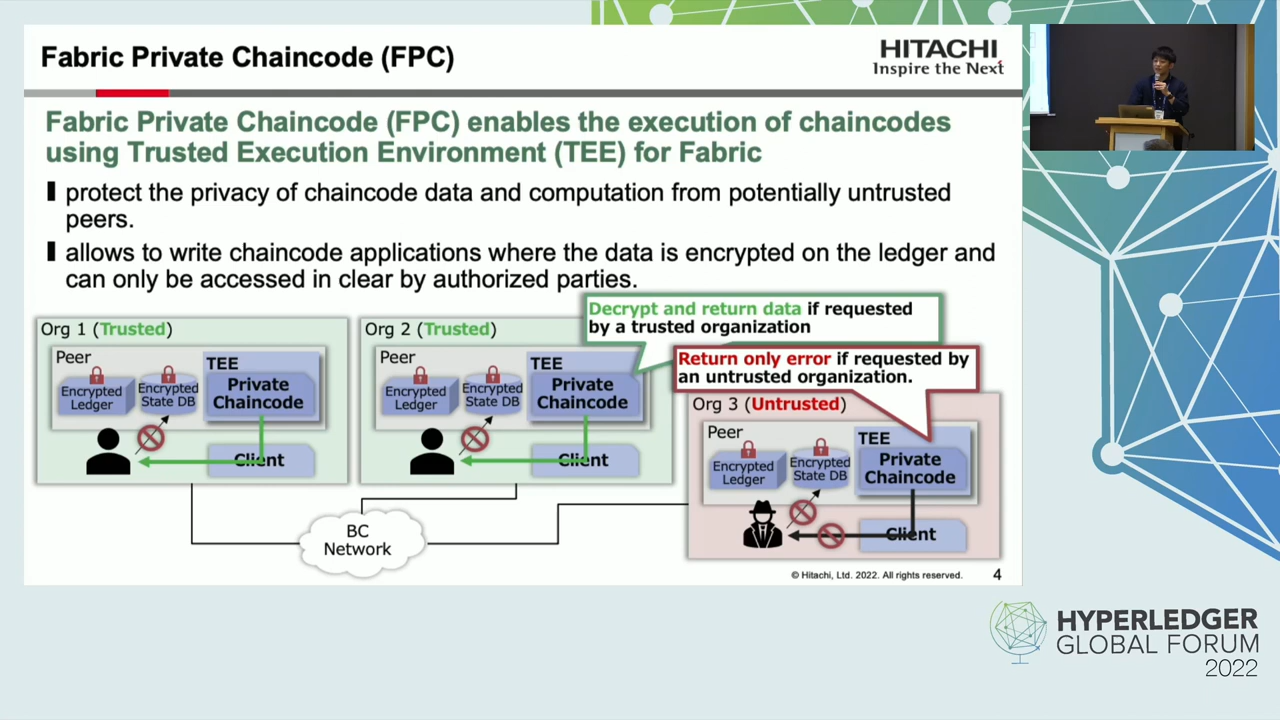 Fabric Private Chaincode (FPC)
HITACHI
Inspire the Next
Fabric Private Chaincode (FPC) enables the execution of chaincodes
using Trusted Execution Environment (TEE) for Fabric
protect the privacy of chaincode data and computation from potentially untrusted
peers.
allows to write chaincode applications where the data is encrypted on the ledger and
can only be accessed in clear by authorized parties.
Decrypt and return data if requested
by a trusted organization
Return only error if requested by
an untrusted organization.
Org 1 (Trusted)
Peer
Encrypted
Ledger
Encrypted
State DB
TEE
Private
Chaincode
Client
Org 2 (Trusted)
Peer
Encrypted
Ledger
Encrypted
State DB
TEE
Private
Chaincode
Client
Org 3 (Untrusted)
Peer
Encrypted
Ledger
Encrypted
State DB
TEE
Private
Chaincode
Client
BC
Network
© Hitachi, Ltd. 2022. All rights reserved.
4
HYPERLEDGER
GLOBAL FORUM
2022